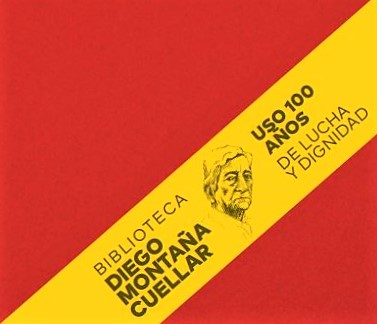 BIBLIOTECA
DIEGO
MONTAÑA
CUELLAR
USO 100
AÑOS
DE LUCHA
Y DIGNIDAD